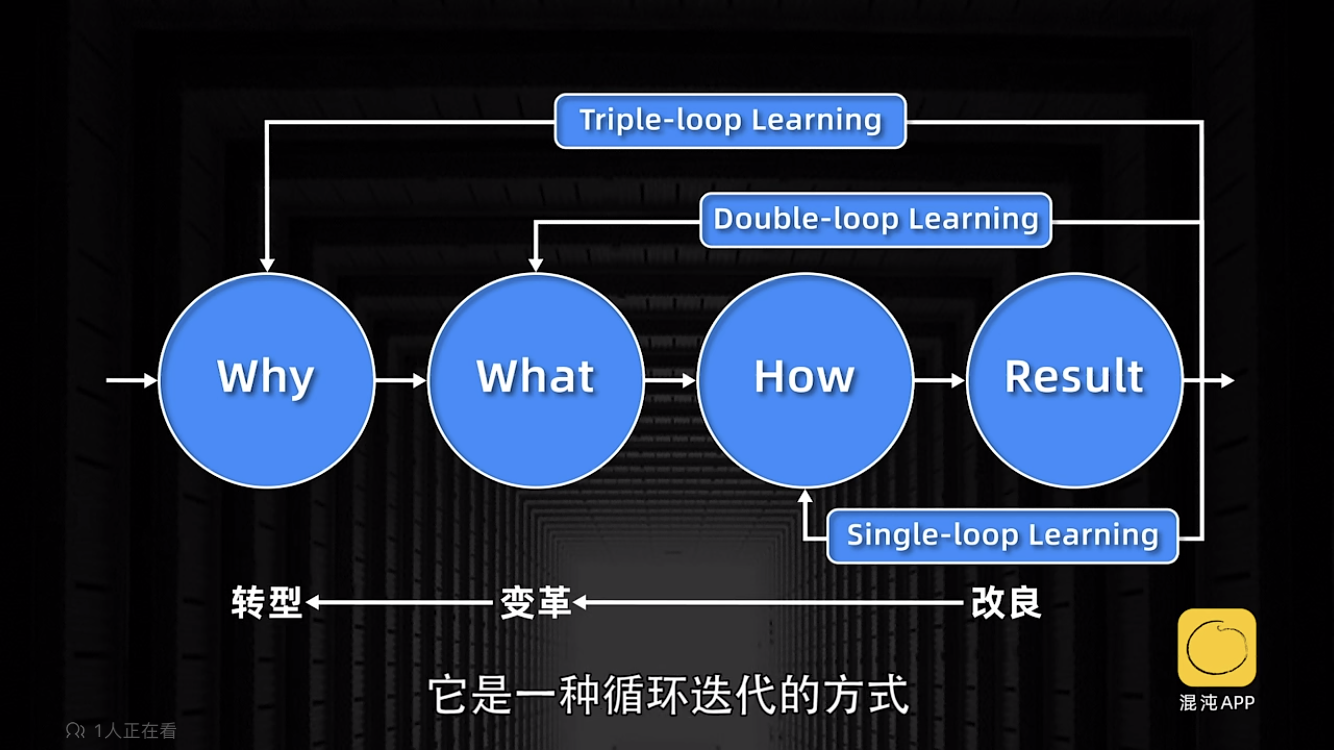 Triple-loop Learning
Double-loop Learning
Why
What
How
Result
Single-loop Learning
转型
变革
改良
它是一种循环迭代的方式
混沌APP
1人正在看